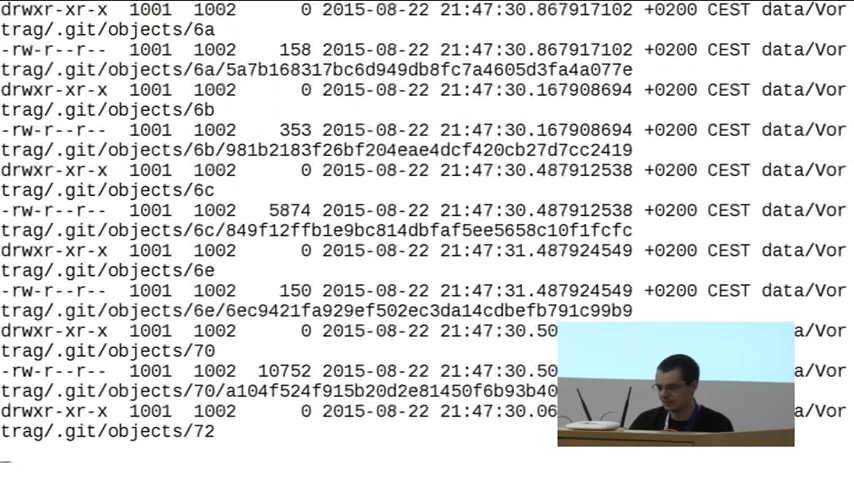 drwxr-xr-x 1001 1002 0 2015-08-22 21:47:30.867917102 +0200 CEST data/Vor
trag/.git/objects/6a
-rw-r--r-- 1001 1002 158 2015-08-22 21:47:30.867917102 +0200 CEST data/Vor
trag/.git/objects/6a/5a7b168317bc6d949db8fc7a4605d3fa4a077e
drwxr-xr-x 1001 1002 0 2015-08-22 21:47:30.167908694 +0200 CEST data/Vor
trag/.git/objects/6b
-rw-r--r-- 1001 1002 353 2015-08-22 21:47:30.167908694 +0200 CEST data/Vor
trag/.git/objects/6b/981b2183f26bf204eae4dcf420cb27d7cc2419
drwxr-xr-x 1001 1002 0 2015-08-22 21:47:30.487912538 +0200 CEST data/Vor
trag/.git/objects/6c
-rw-r--r-- 1001 1002 5874 2015-08-22 21:47:30.487912538 +0200 CEST data/Vor
trag/.git/objects/6c/849f12ffb1e9bc814dbfaf5ee5658c10f1fcfc
drwxr-xr-x 1001 1002 0 2015-08-22 21:47:31.487924549 +0200 CEST data/Vor
trag/.git/objects/6e
-rw-r--r-- 1001 1002 150 2015-08-22 21:47:31.487924549 +0200 CEST data/Vor
trag/.git/objects/6e/6ec9421fa929ef502ec3da14cdbefb791c99b9
drwxr-xr-x 1001 1002 0 2015-08-22 21:47:30.50 a/Vor
trag/.git/objects/70
-rw-r--r-- 1001 1002 10752 2015-08-22 21:47:30.50 a/Vor
trag/.git/objects/70/a104f524f915b20d2e81450f6b93b40
drwxr-xr-x 1001 1002 0 2015-08-22 21:47:30.06 a/Vor
trag/.git/objects/72